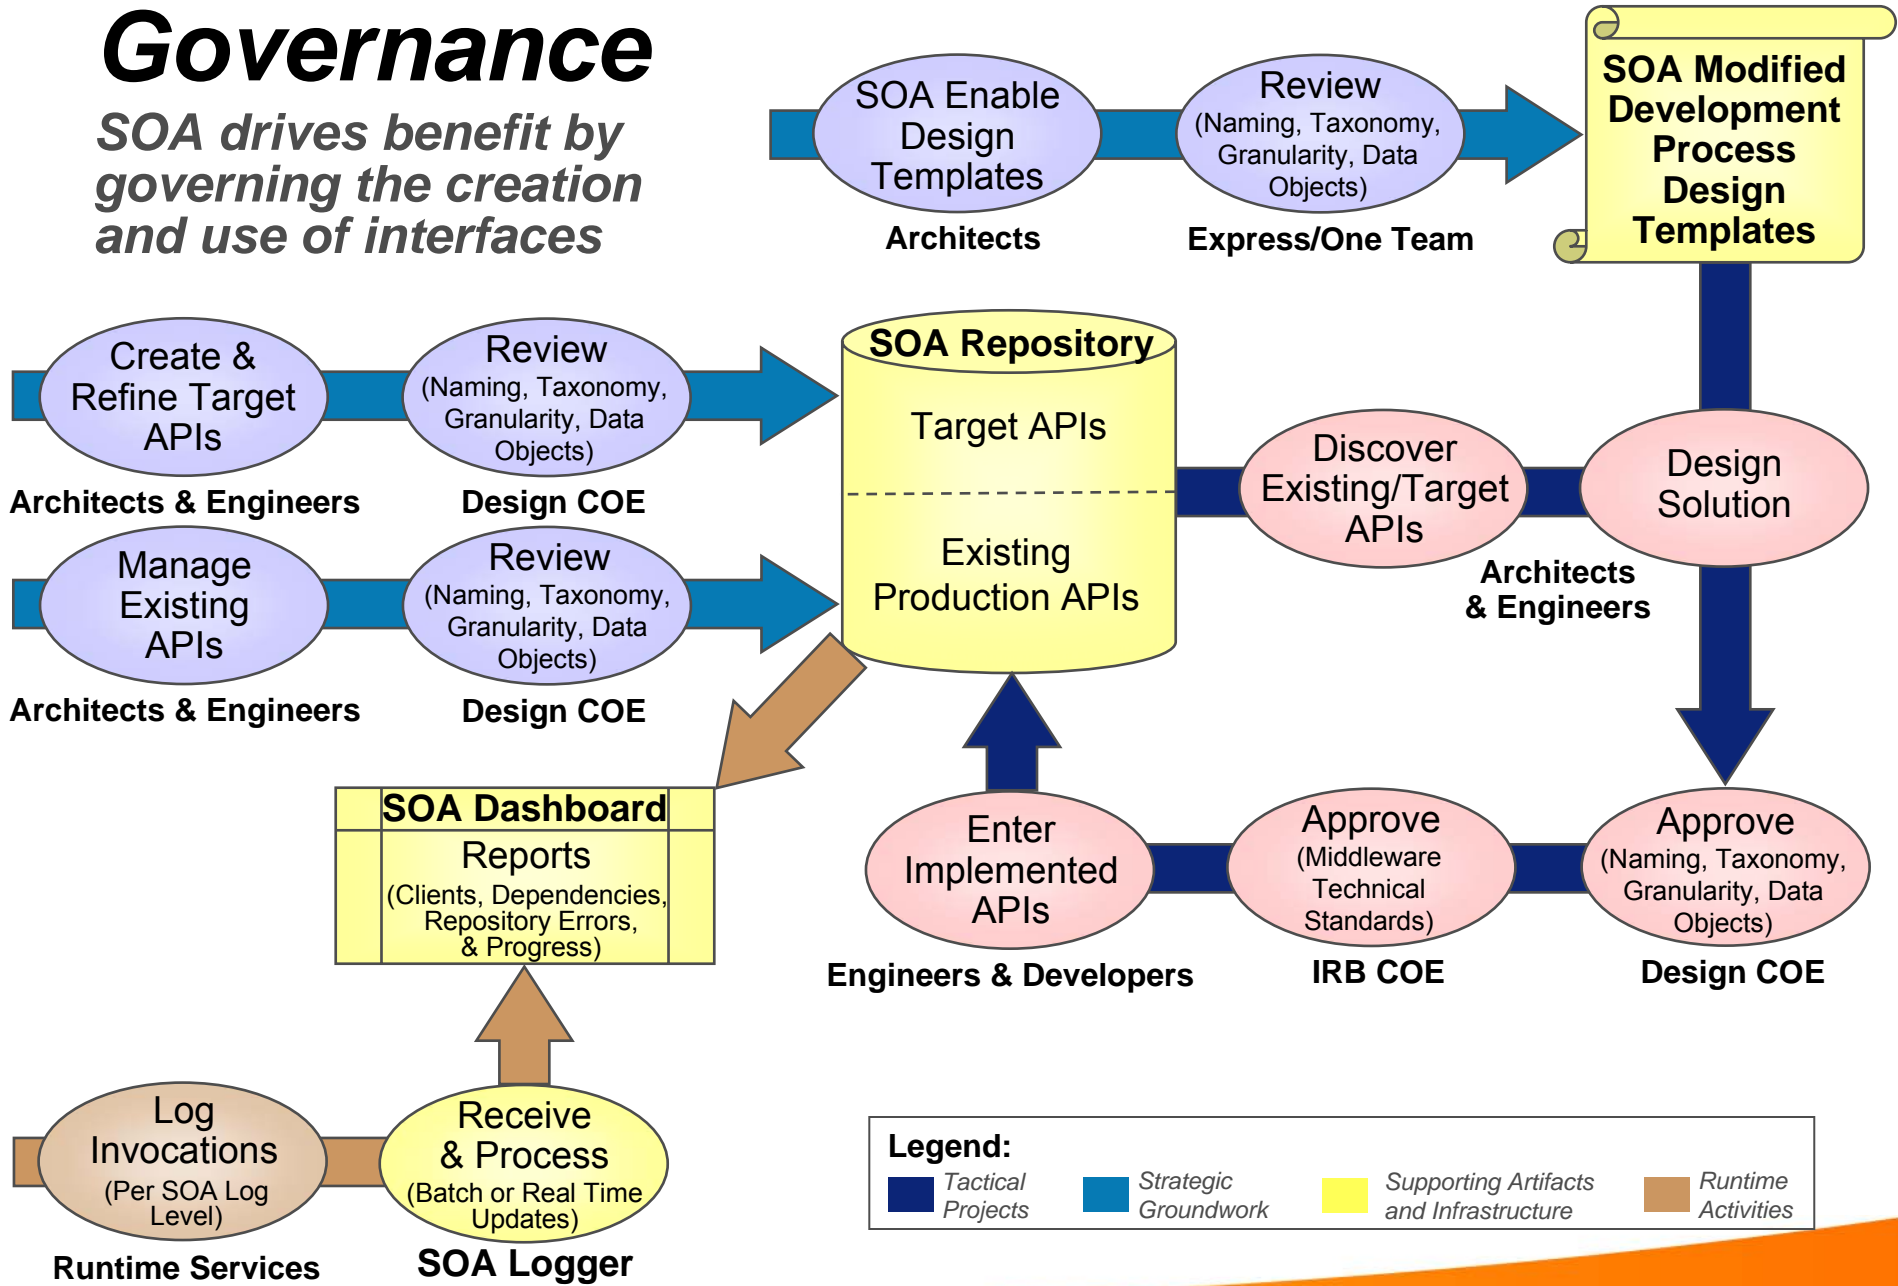 Governance
SOA drives benefit by
governing the creation
and use of interfaces
SOA Enable
Design
Templates
Architects
Review
(Naming, Taxonomy,
Granularity, Data
Objects)
Express/One Team
SOA Modified
Development
Process
Design
Templates
Create &
Refine Target
APIs
Architects & Engineers
Review
(Naming, Taxonomy,
Granularity, Data
Objects)
Design COE
Manage
Existing
APIs
Architects & Engineers
Review
(Naming, Taxonomy,
Granularity, Data
Objects)
Design COE
SOA Repository
Target APIs
Existing
Production APIs
Discover
Existing/Target
APIs
Design
Solution
Architects
& Engineers
SOA Dashboard
Reports
(Clients, Dependencies,
Repository Errors,
& Progress)
Enter
Implemented
APIs
Engineers & Developers
Approve
(Middleware
Technical
Standards)
IRB COE
Approve
(Naming, Taxonomy,
Granularity, Data
Objects)
Design COE
Log
Invocations
(Per SOA Log
Level)
Runtime Services
Receive
& Process
(Batch or Real Time
Updates)
SOA Logger
Legend:
Tactical
Projects
Strategic
Groundwork
Supporting Artifacts
and Infrastructure
Runtime
Activities